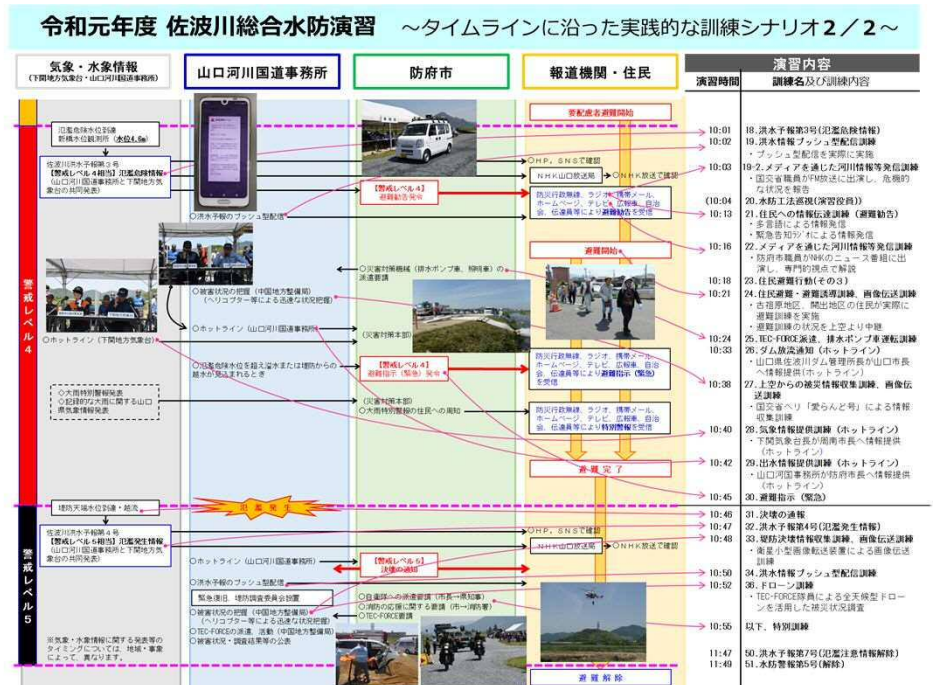 令和元年度 佐波川総合水防演習 ～タイムラインに沿った実践的な訓練シナリオ２／２～
気象・水象情報
(下関地方気象台・山口河川国道事務所)
山口河川国道事務所
防府市
報道機関・住民
演習内容
演習時間 訓練名及び訓練内容
警戒レベル４
警戒レベル５
氾濫危険水位到達
新橋水位観測所 (水位4.6m)
佐波川洪水予報第３号
【警戒レベル４相当】氾濫危険情報
(山口河川国道事務所と下関地方気
象台の共同発表)
○ホットライン(下関地方気象台)
◇大雨特別警報発表
◇記録的な大雨に関する山口
県気象情報発表
堤防天端水位到達・越流
佐波川洪水予報第４号
【警戒レベル５相当】氾濫発生情報
(山口河川国道事務所と下関地方気
象台の共同発表)
※気象・水象情報に関する発表等の
タイミングについては、地域・事象
によって、異なります。
○洪水予報のプッシュ型配信
○被害状況の把握 (中国地方整備局)
(ヘリコプター等による迅速な状況把握)
○ホットライン (山口河川国道事務所)
○氾濫危険水位を超え溢水または堤防からの
越水が見込まれるとき
氾濫発生
○ホットライン (山口河川国道事務所)
○洪水予報のプッシュ型配信
緊急復旧、堤防調査委員会設置
○被害状況の把握 (中国地方整備局)
(ヘリコプター等による迅速な状況把握)
○TEC-FORCEの派遣、活動 (中国地方整備局)
○被害状況・調査結果等の公表
【警戒レベル４】
避難勧告発令
○災害対策機械 (排水ポンプ車、照明車) の
派遣要請
(災害対策本部)
【警戒レベル４】
避難指示 (緊急) 発令
(災害対策本部)
○大雨特別警報の住民への周知
【警戒レベル５】
決壊の通知
○自衛隊への派遣要請 (市長→県知事)
○消防の応援に関する要請 (市→消防署)
○TEC-FORCE要請
要配慮者避難開始
○HP、SNSで確認
NHK山口放送局
○NHK放送で確認
防災行政無線、ラジオ、携帯メール、
ホームページ、テレビ、広報車、自治
会、伝達員等により避難勧告を受信
避難開始
防災行政無線、ラジオ、携帯メール、
ホームページ、テレビ、広報車、自治
会、伝達員等により避難指示 (緊急)
を受信
防災行政無線、ラジオ、携帯メール、
ホームページ、テレビ、広報車、自治
会、伝達員等により特別警報を受信
避難完了
○HP、SNSで確認
NHK山口放送局
○NHK放送で確認
避難解除
10:01 18.洪水予報第3号(氾濫危険情報)
10:02 19.洪水情報プッシュ型配信訓練
・プッシュ型配信を実際に実施
10:03 19-2.メディアを通じた河川情報等発信訓練
・国交省職員がFM放送に出演し、危機的
な状況を報告
(10:04 20.水防工法巡視(演習役員))
10:13 21.住民への情報伝達訓練 (避難勧告)
・多言語による情報発信
・緊急告知ラジオによる情報発信
10:16 22.メディアを通じた河川情報等発信訓練
・防府市職員がNHKのニュース番組に出
演し、専門的視点で解説
10:18 23.住民避難行動(その３)
10:21 24.住民避難・避難誘導訓練、画像伝送訓練
・古祖原地区、開出地区の住民が実際に
避難訓練を実施
・避難訓練の状況を上空より中継
10:24 25.TEC-FORCE派遣、排水ポンプ車運転訓練
10:33 26.ダム放流通知 (ホットライン)
・山口県佐波川ダム管理所長が山口市長
へ情報提供(ホットライン)
10:38 27.上空からの被災情報収集訓練、画像伝
送訓練
・国交省ヘリ「愛らんど号」による情報
収集訓練
10:40 28.気象情報提供訓練 (ホットライン)
・下関気象台長が周南市長へ情報提供
(ホットライン)
10:42 29.出水情報提供訓練 (ホットライン)
・山口河川国道事務所が防府市長へ情報提供
(ホットライン)
10:45 30.避難指示 (緊急)
10:46 31.決壊の通報
10:47 32.洪水予報第4号(氾濫発生情報)
10:48 33.堤防決壊情報収集訓練、画像伝送訓練
・衛星小型画像転送装置による画像伝送
訓練
10:50 34.洪水情報プッシュ型配信訓練
10:52 36.ドローン訓練
・TEC-FORCE隊員による全天候型ドロー
ンを活用した被災状況調査
10:55 以下、特別訓練
11:47 50.洪水予報第7号(氾濫注意情報解除)
11:49 51.水防警報第5号(解除)